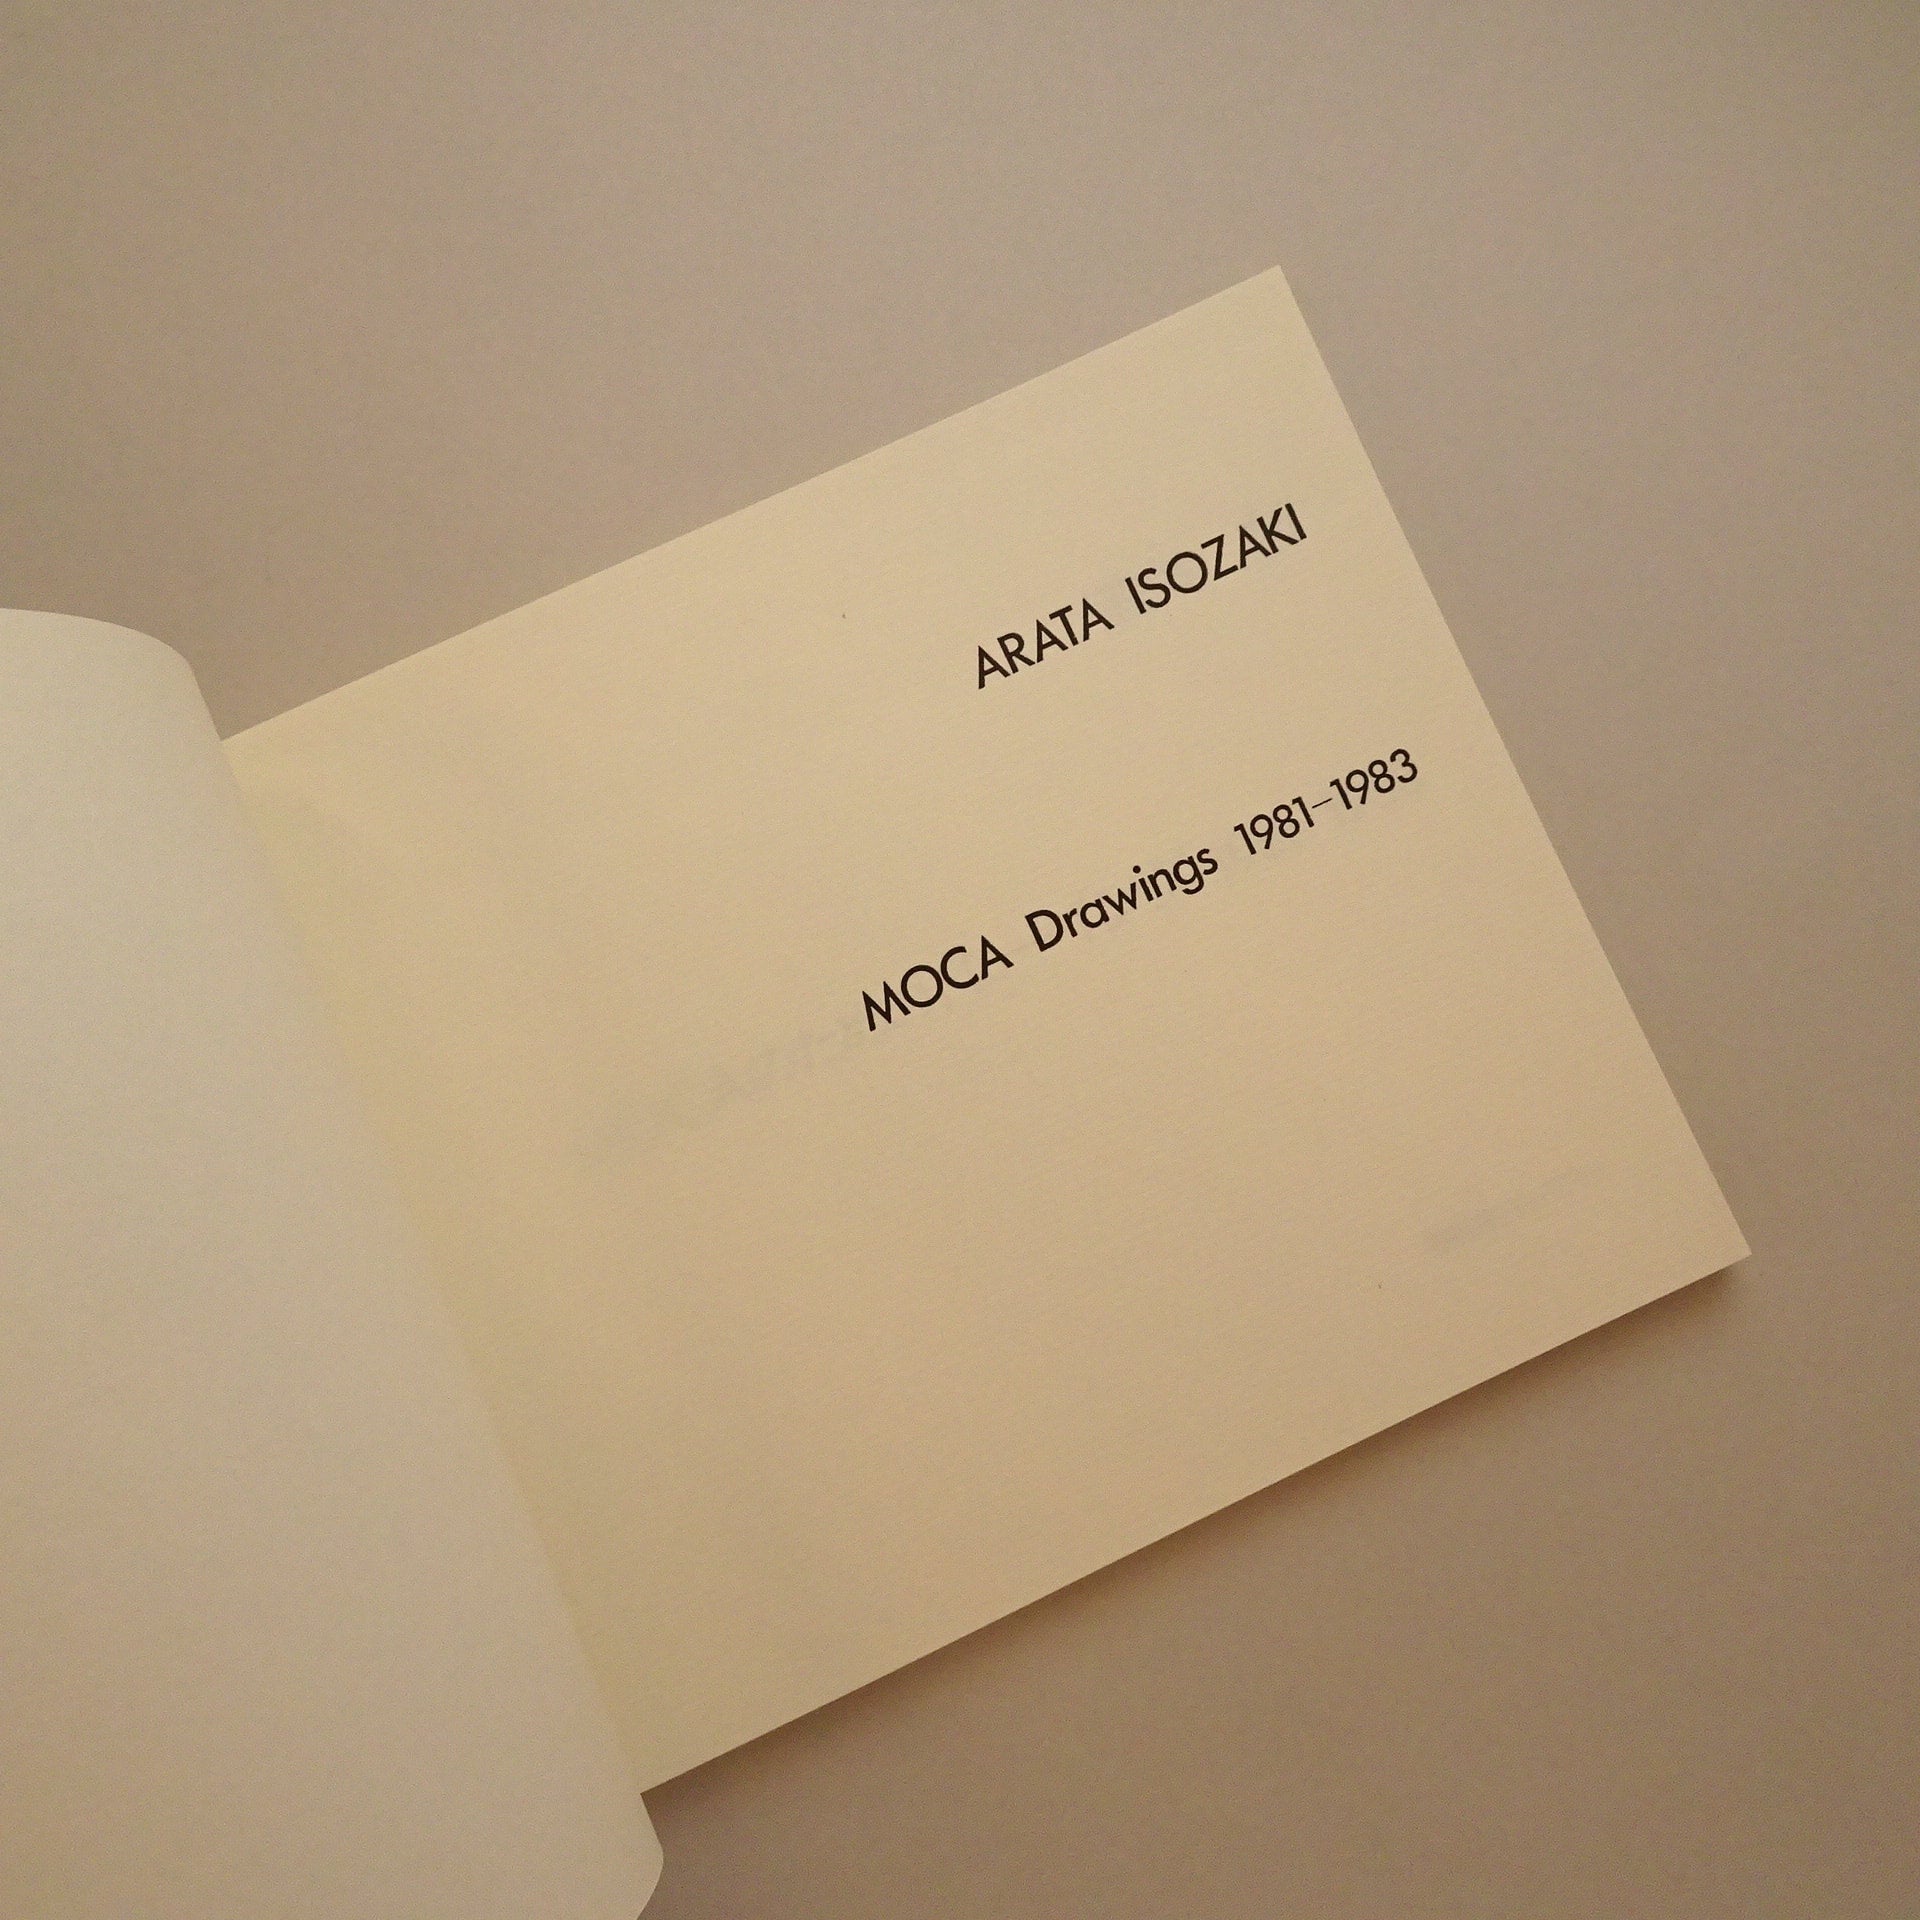 ARATA ISOZAKI
MOCA Drawings 1981–1983